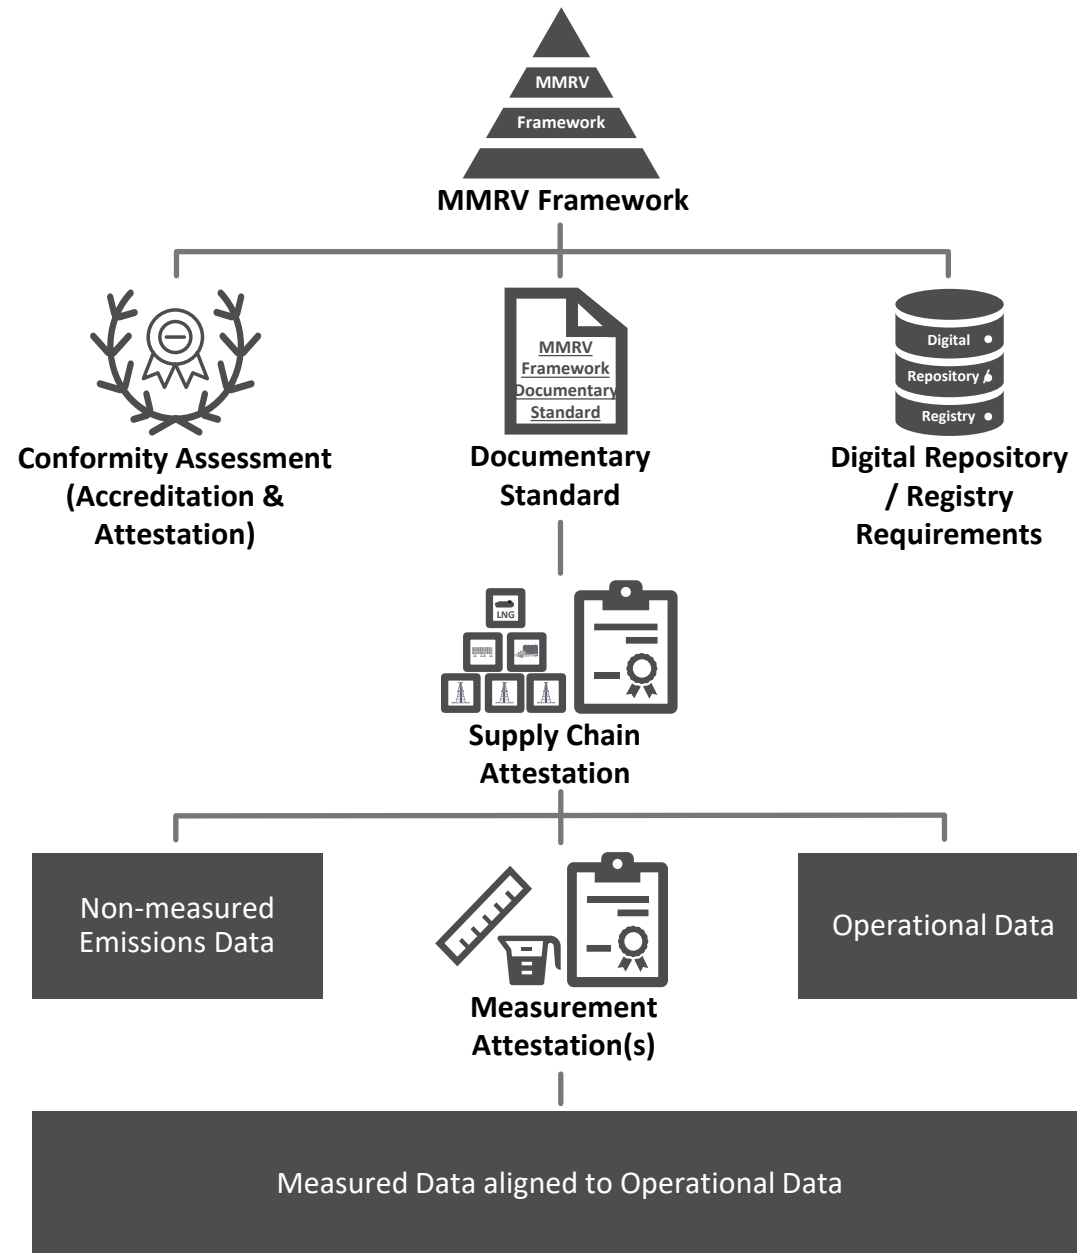 MMRV
Framework
MMRV Framework
MMRV
Framework
Documentary
Standard
Digital
Repository /
Registry
Conformity Assessment
(Accreditation &
Attestation)
Documentary
Standard
Digital Repository
/ Registry
Requirements
LNG
Supply Chain
Attestation
Non-measured
Emissions Data
Operational Data
Measurement
Attestation(s)
Measured Data aligned to Operational Data